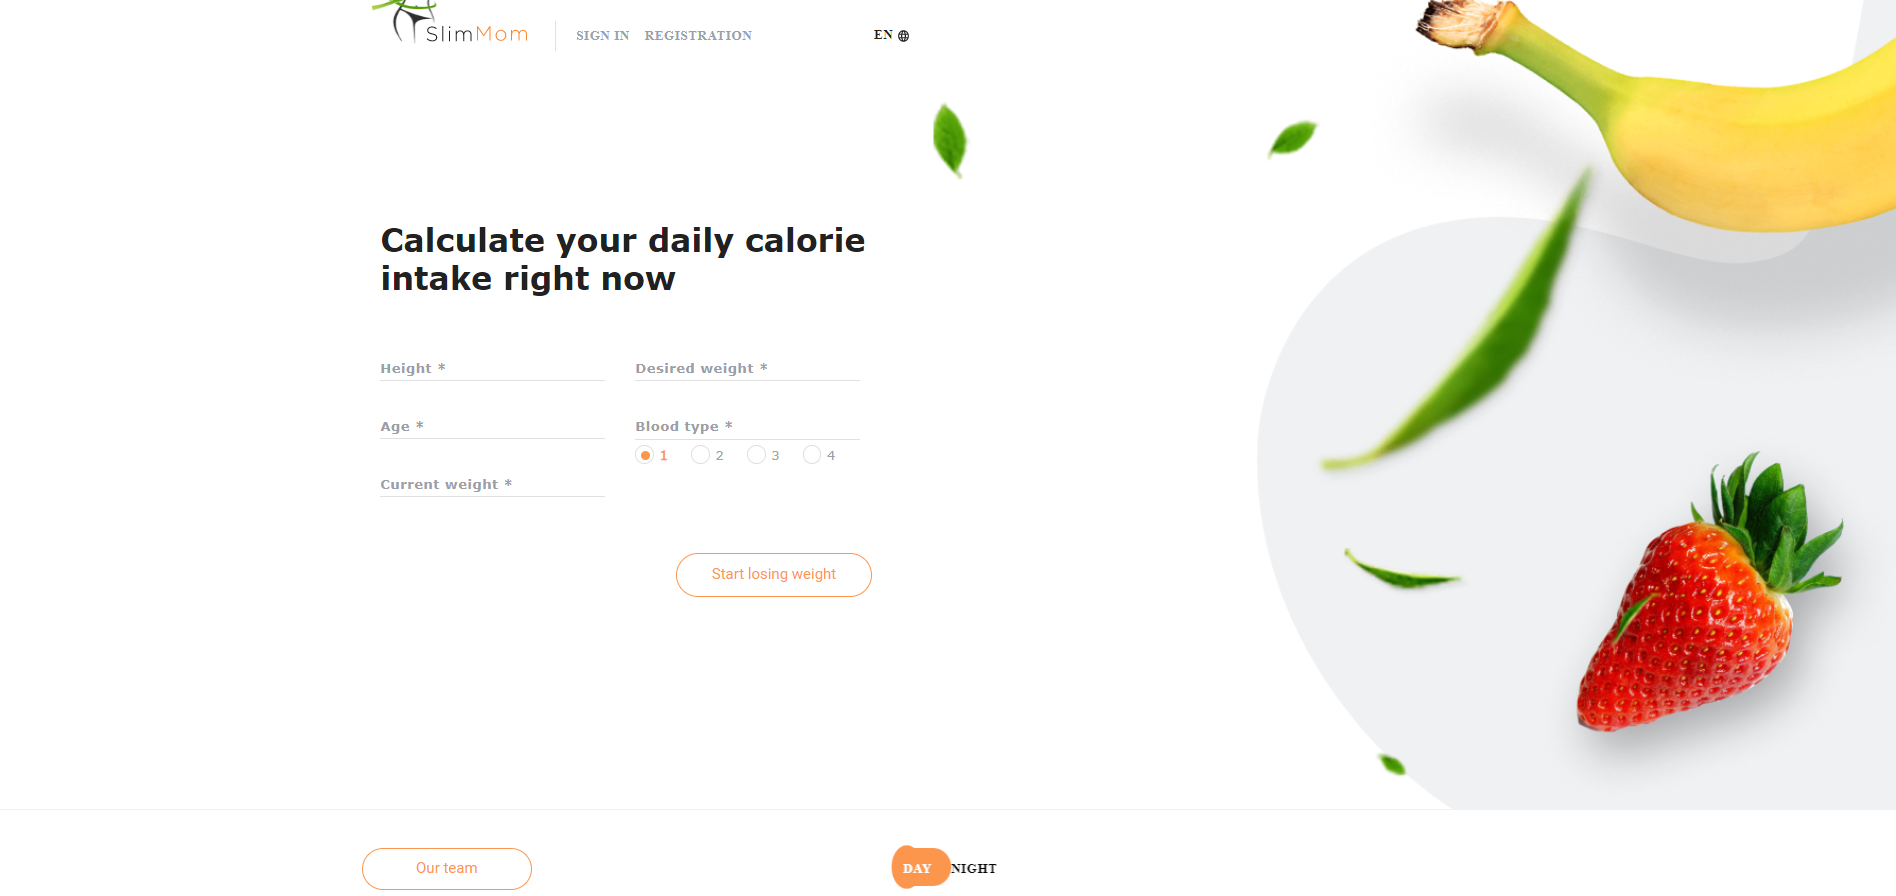 SlimMom
SIGN IN
REGISTRATION
EN
Calculate your daily calorie
intake right now
Height *
Desired weight *
Age *
Blood type *
1
2
3
4
Current weight *
Start losing weight
Our team
DAY
NIGHT